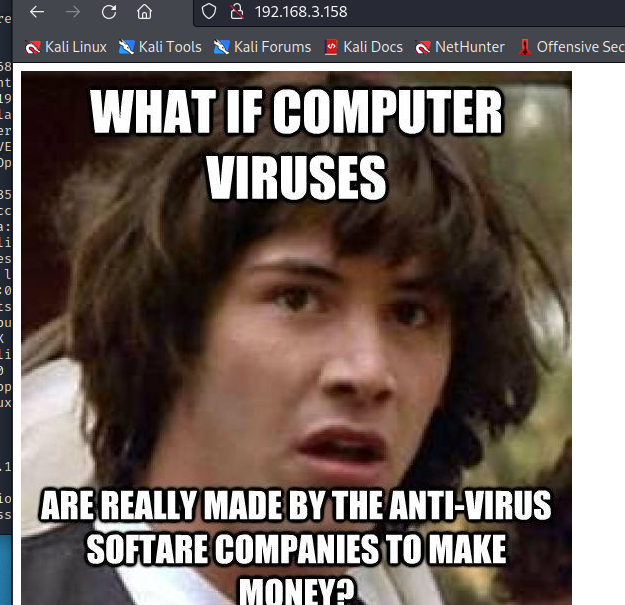 192.168.3.158
Kali Linux Kali Tools Kali Forums Kali Docs NetHunter Offensive Sec
WHAT IF COMPUTER
VIRUSES
ARE REALLY MADE BY THE ANTI-VIRUS
SOFTARE COMPANIES TO MAKE
MONEY?